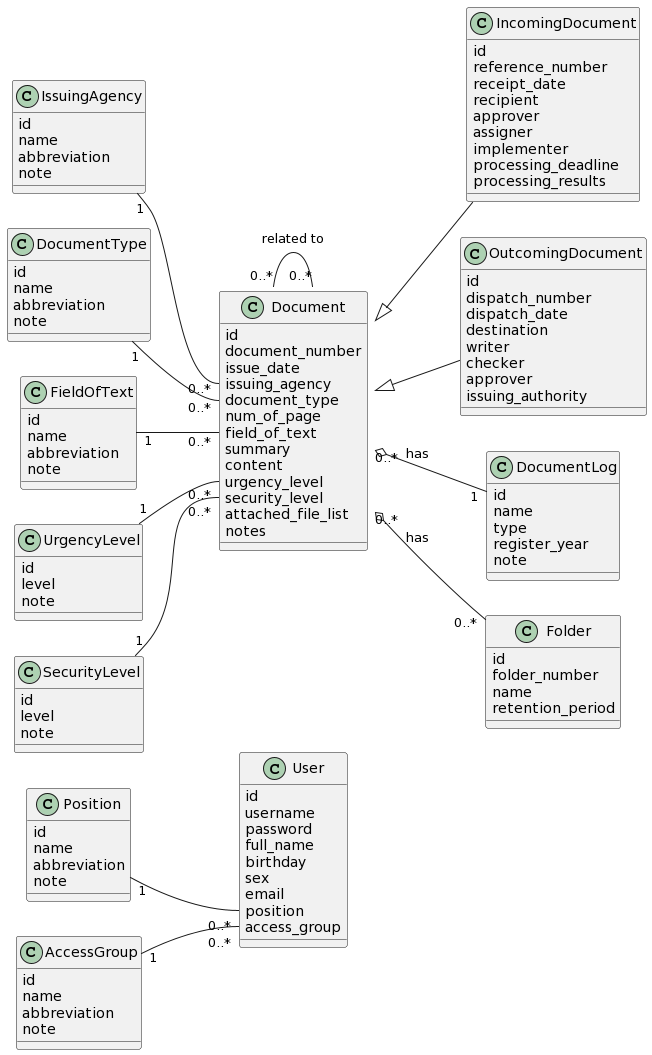 C IssuingAgency
id
name
abbreviation
note
1
C DocumentType
id
name
abbreviation
note
1
C FieldOfText
id
name
abbreviation
note
1
C UrgencyLevel
id
level
note
1
C SecurityLevel
id
level
note
1
related to
0..*
0..*
C Document
id
document_number
issue_date
issuing_agency
document_type
num_of_page
field_of_text
summary
content
urgency_level
security_level
attached_file_list
notes
0..*
0..*
0..*
0..*
0..*
C IncomingDocument
id
reference_number
receipt_date
recipient
approver
assigner
implementer
processing_deadline
processing_results
C OutcomingDocument
id
dispatch_number
dispatch_date
destination
writer
checker
approver
issuing_authority
0..*
has
1
C DocumentLog
id
name
type
register_year
note
0..*
has
0..*
C Folder
id
folder_number
name
retention_period
C Position
id
name
abbreviation
note
1
C AccessGroup
id
name
abbreviation
note
1
C User
id
username
password
full_name
birthday
sex
email
position
access_group
0..*
0..*